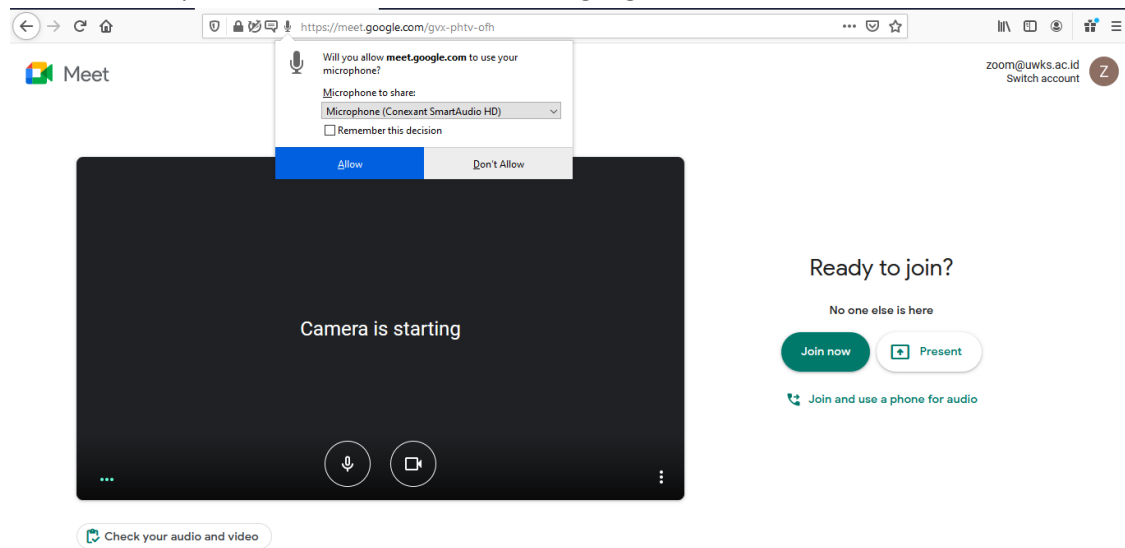 https://meet.google.com/gvx-phtv-ofh
Meet
Will you allow meet.google.com to use your
microphone?
Microphone to share:
Microphone (Conexant SmartAudio HD)
Remember this decision
Allow
Don't Allow
zoom@uwks.ac.id
Switch account
Z
Camera is starting
Ready to join?
No one else is here
Join now
Present
Join and use a phone for audio
Check your audio and video